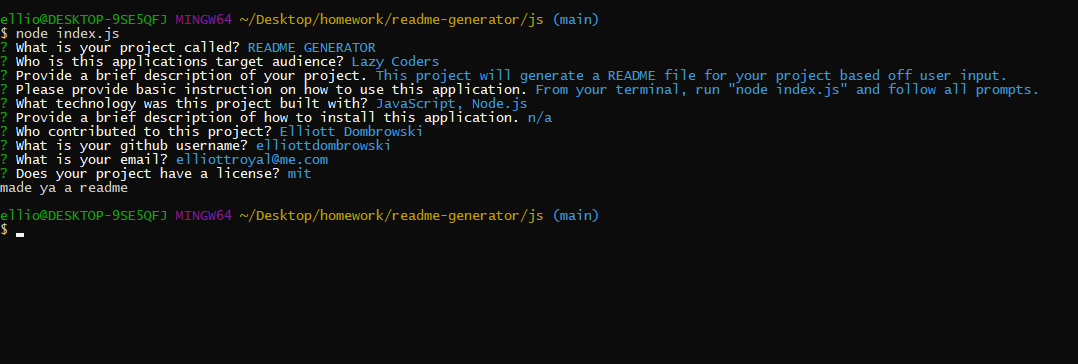 ellio@DESKTOP-9SE5QFJ MINGW64 ~/Desktop/homework/readme-generator/js (main)
$ node index.js
? What is your project called? README GENERATOR
? Who is this applications target audience? Lazy Coders
? Provide a brief description of your project. This project will generate a README file for your project based off user input.
? Please provide basic instruction on how to use this application. From your terminal, run "node index.js" and follow all prompts.
? What technology was this project built with? JavaScript, Node.js
? Provide a brief description of how to install this application. n/a
? Who contributed to this project? Elliott Dombrowski
? What is your github username? elliottdombrowski
? What is your email? elliottroyal@me.com
? Does your project have a license? mit
made ya a readme
ellio@DESKTOP-9SE5QFJ MINGW64 ~/Desktop/homework/readme-generator/js (main)
$